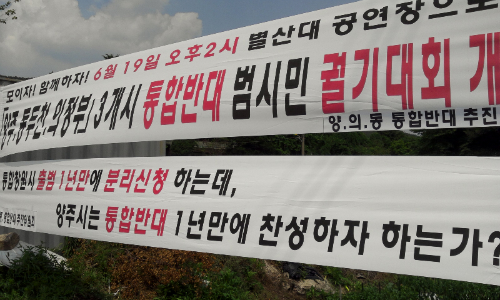 모이자! 함께하자! 6월 19일 오후2시 별산대 공연장으로
양주,동두천,의정부 3개시 통합반대 범시민 궐기대회 개
양.의.동 통합반대 추진
통합창원시 출범 1년만에 분리신청 하는데,
양주시는 통합반대 1년만에 찬성하자 하는가?